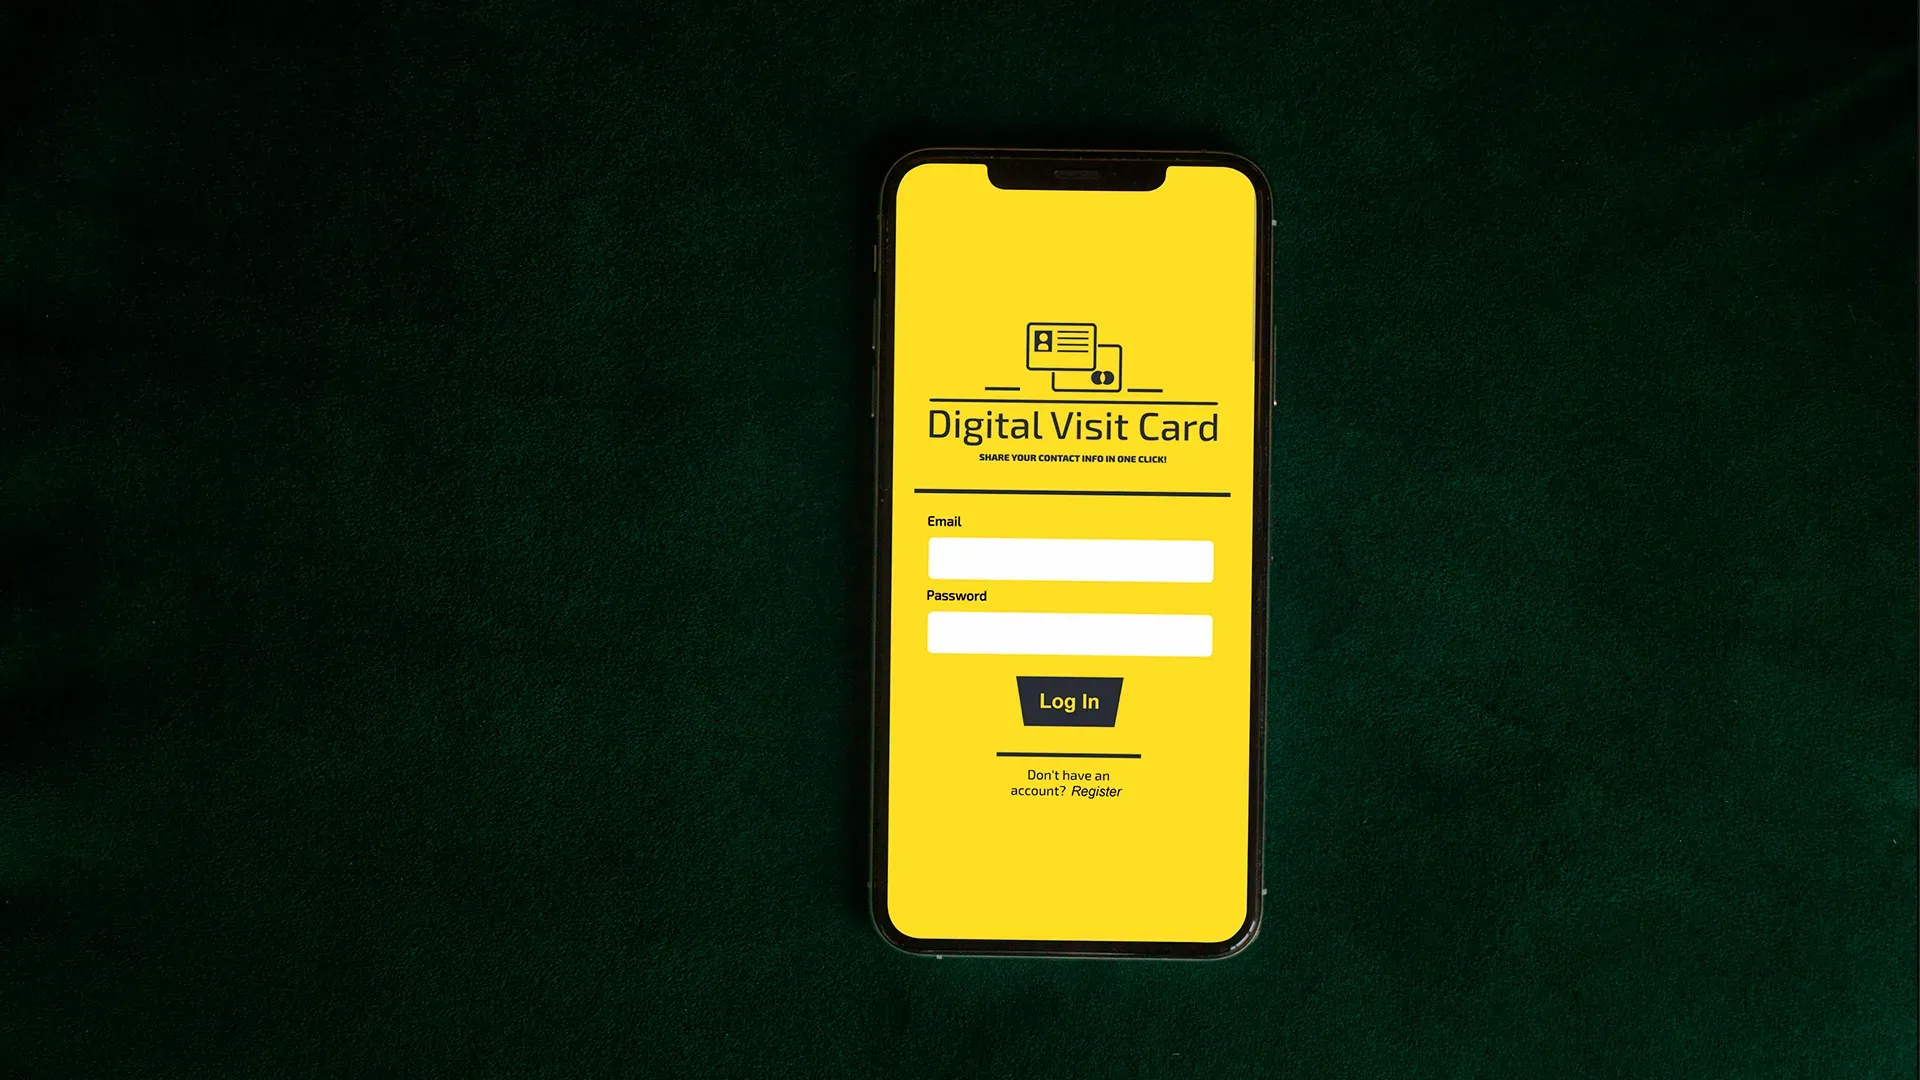 Digital Visit Card
SHARE YOUR CONTACT INFO IN ONE CLICK!
Email
Password
Log In
Don't have an
account? Register